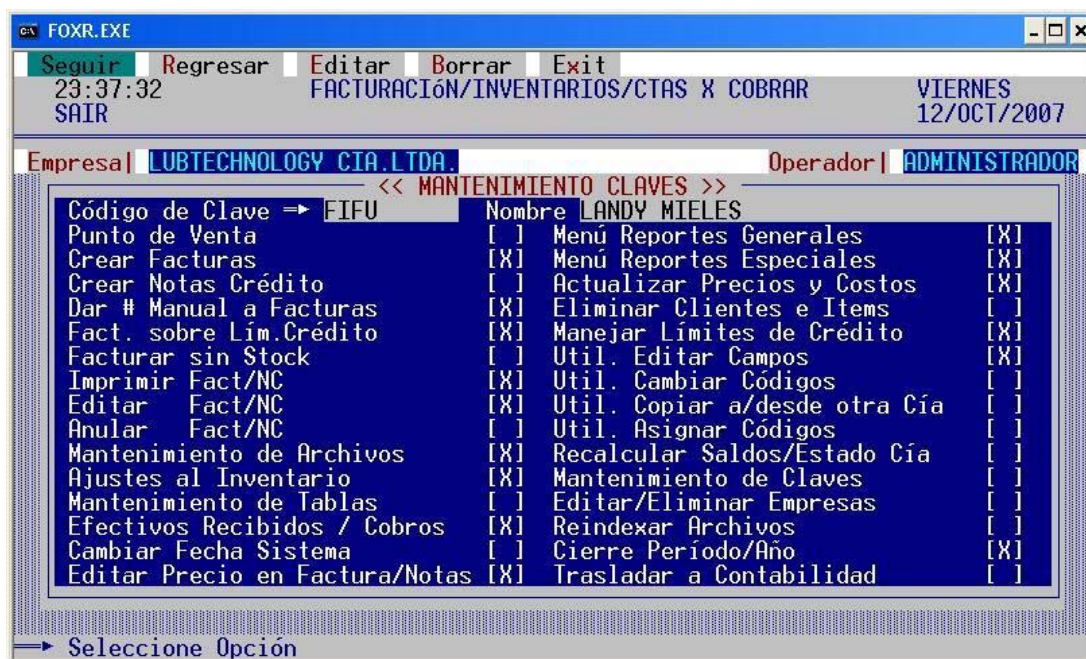 FOXR.EXE
Seguir Regresar Editar Borrar Exit
23:37:32 FACTURACIóN/INVENTARIOS/CTAS X COBRAR VIERNES
SAIR 12/OCT/2007
Empresa| LUBTECHNOLOGY CIA.LTDA. Operador| ADMINISTRADOR
<< MANTENIMIENTO CLAVES >>
Código de Clave => FIFU Nombre LANDY MIELES
Punto de Venta [ ] Menú Reportes Generales [X]
Crear Facturas [X] Menú Reportes Especiales [X]
Crear Notas Crédito [ ] Actualizar Precios y Costos [X]
Dar # Manual a Facturas [X] Eliminar Clientes e Items [ ]
Fact. sobre Lím.Crédito [X] Manejar Límites de Crédito [X]
Facturar sin Stock [ ] Util. Editar Campos [X]
Imprimir Fact/NC [X] Util. Cambiar Códigos [ ]
Editar Fact/NC [X] Util. Copiar a/desde otra Cía [ ]
Anular Fact/NC [ ] Util. Asignar Códigos [ ]
Mantenimiento de Archivos [X] Recalcular Saldos/Estado Cía [ ]
Ajustes al Inventario [X] Mantenimiento de Claves [ ]
Mantenimiento de Tablas [ ] Editar/Eliminar Empresas [ ]
Efectivos Recibidos / Cobros [X] Reindexar Archivos [ ]
Cambiar Fecha Sistema [ ] Cierre Período/Año [X]
Editar Precio en Factura/Notas [X] Trasladar a Contabilidad [ ]
Seleccione Opción